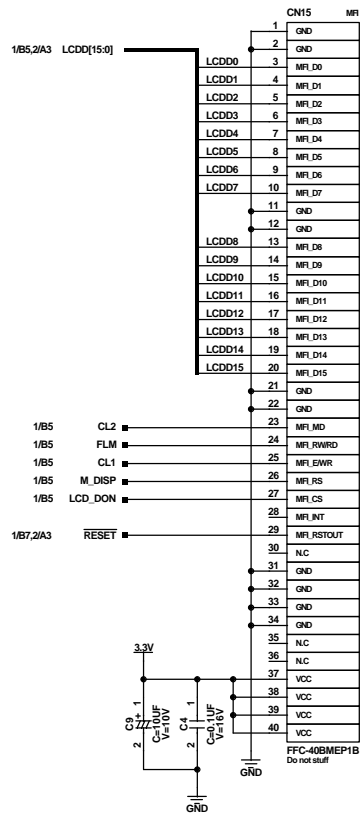 CN15 MFI
1 GND
2 GND
1/B5,2/A3 LCDD[15:0]
LCDD0 3 MFI_D0
LCDD1 4 MFI_D1
LCDD2 5 MFI_D2
LCDD3 6 MFI_D3
LCDD4 7 MFI_D4
LCDD5 8 MFI_D5
LCDD6 9 MFI_D6
LCDD7 10 MFI_D7
11 GND
12 GND
LCDD8 13 MFI_D8
LCDD9 14 MFI_D9
LCDD10 15 MFI_D10
LCDD11 16 MFI_D11
LCDD12 17 MFI_D12
LCDD13 18 MFI_D13
LCDD14 19 MFI_D14
LCDD15 20 MFI_D15
21 GND
22 GND
1/B5 CL2 23 MFI_MD
1/B5 FLM 24 MFI_RW/RD
1/B5 CL1 25 MFI_E/WR
1/B5 M_DISP 26 MFI_RS
1/B5 LCD_DON 27 MFI_CS
28 MFI_INT
1/B7,2/A3 RESET 29 MFI_RSTOUT
30 N.C
31 GND
32 GND
33 GND
34 GND
35 N.C
36 N.C
3.3V
37 VCC
38 VCC
39 VCC
40 VCC
C9 + 1 2 C=10UF V=10V
C4 1 2 C=0.1UF V=16V
FFC-40BMEP1B
Do not stuff
GND
GND